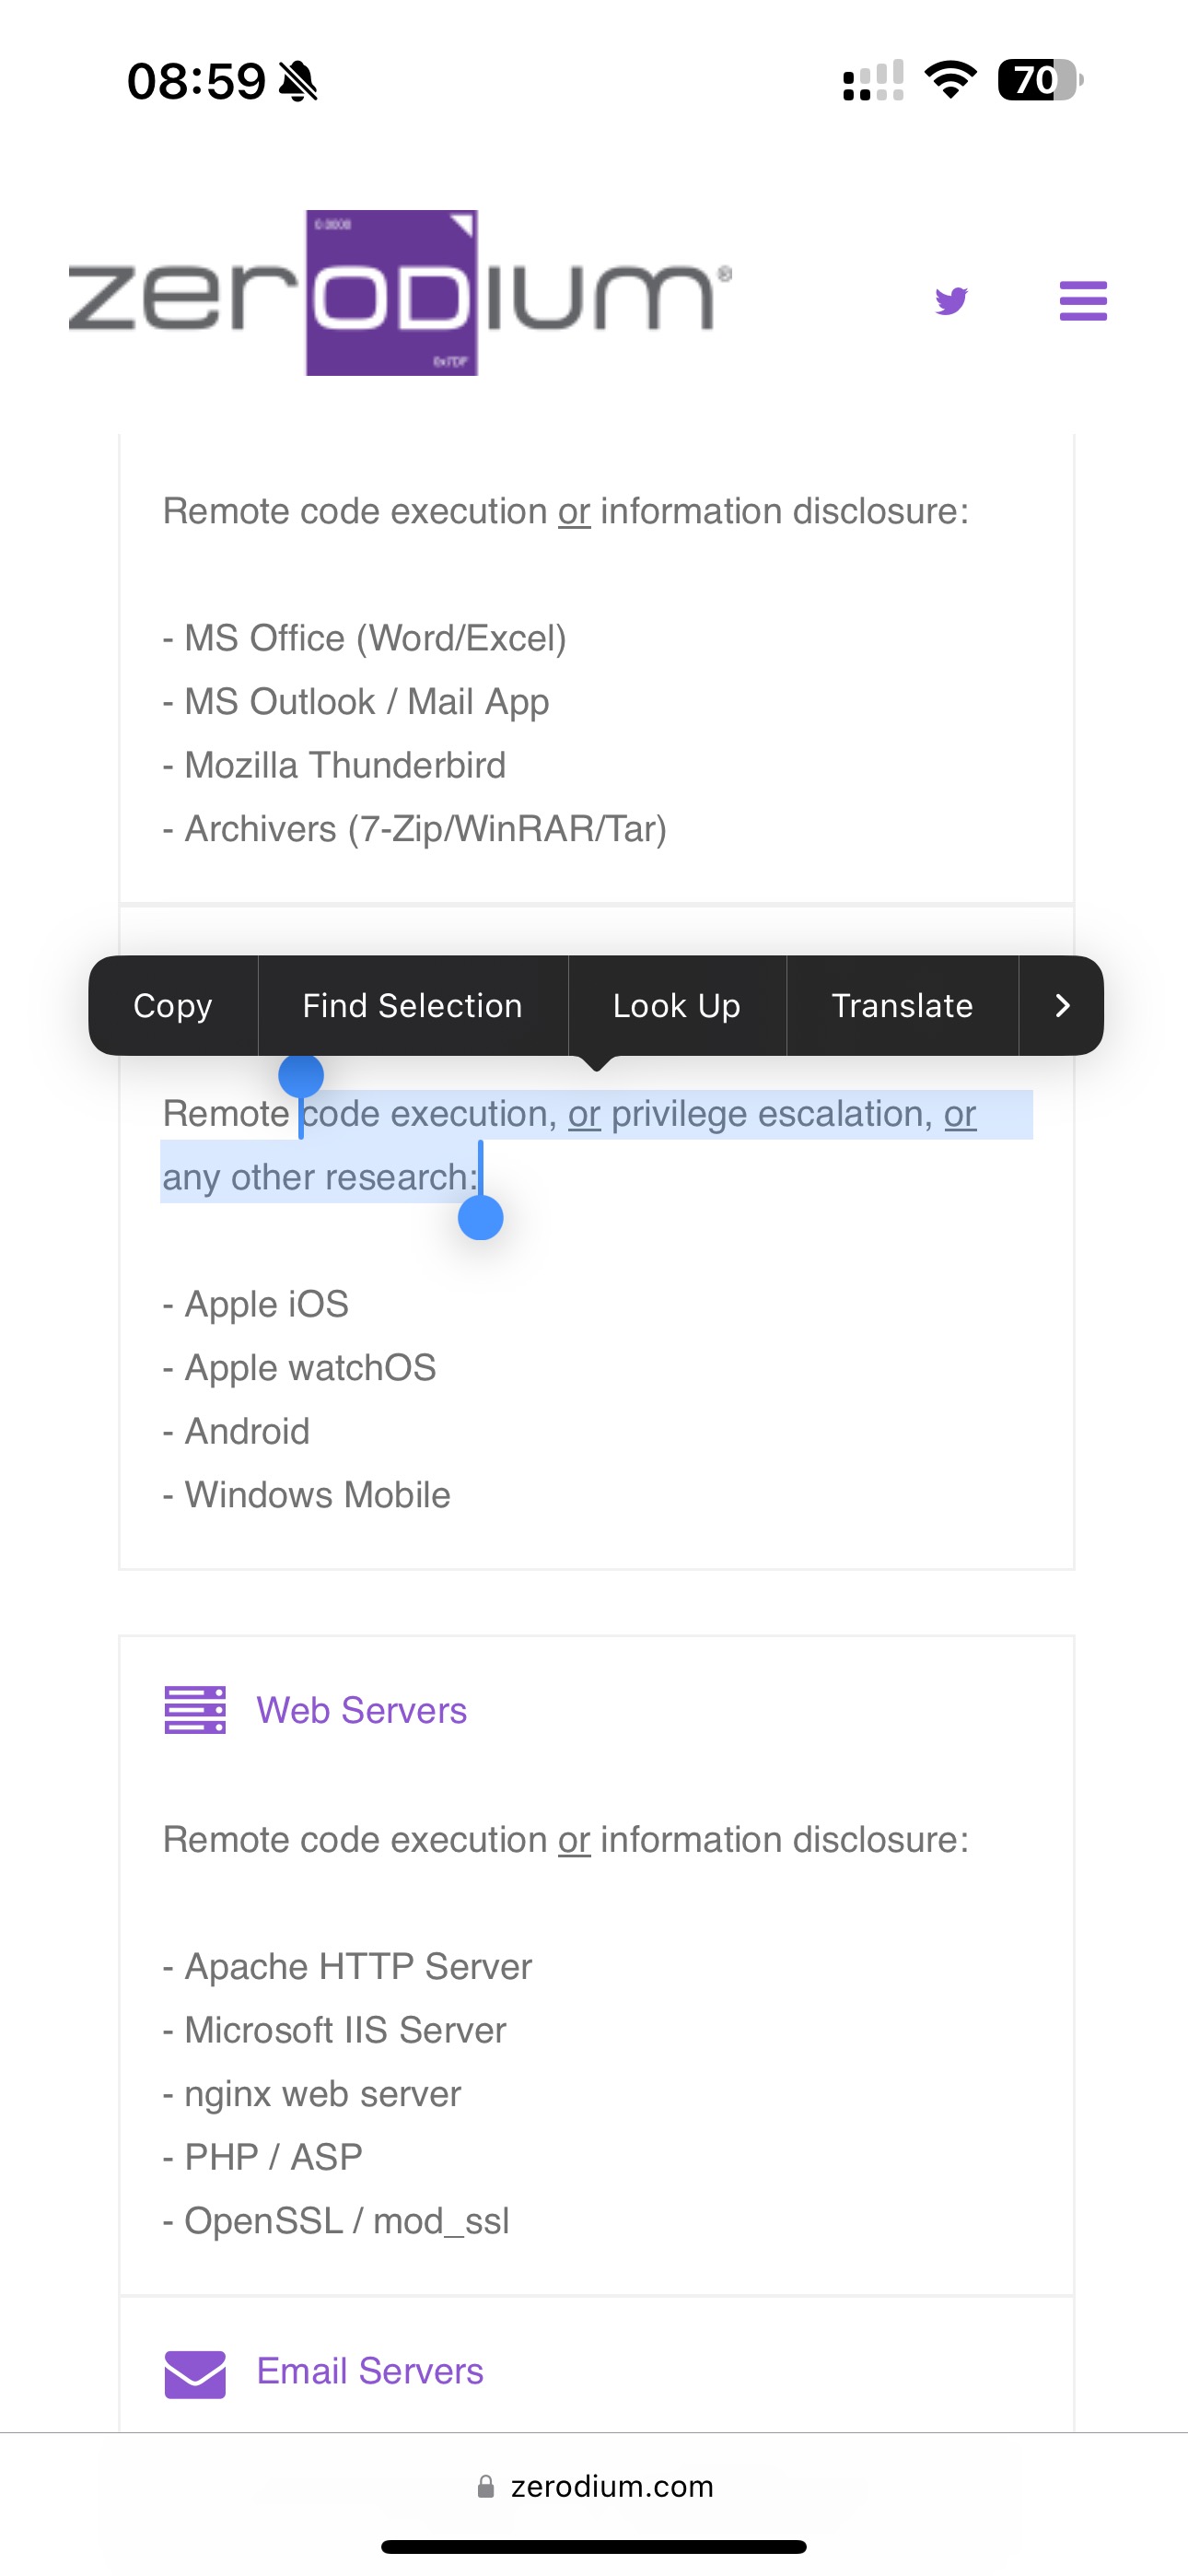 08:59
70
zerodium®
Remote code execution or information disclosure:
- MS Office (Word/Excel)
- MS Outlook / Mail App
- Mozilla Thunderbird
- Archivers (7-Zip/WinRAR/Tar)
Copy
Find Selection
Look Up
Translate
Remote code execution, or privilege escalation, or
any other research:
- Apple iOS
- Apple watchOS
- Android
- Windows Mobile
Web Servers
Remote code execution or information disclosure:
- Apache HTTP Server
- Microsoft IIS Server
- nginx web server
- PHP / ASP
- OpenSSL / mod_ssl
Email Servers
zerodium.com